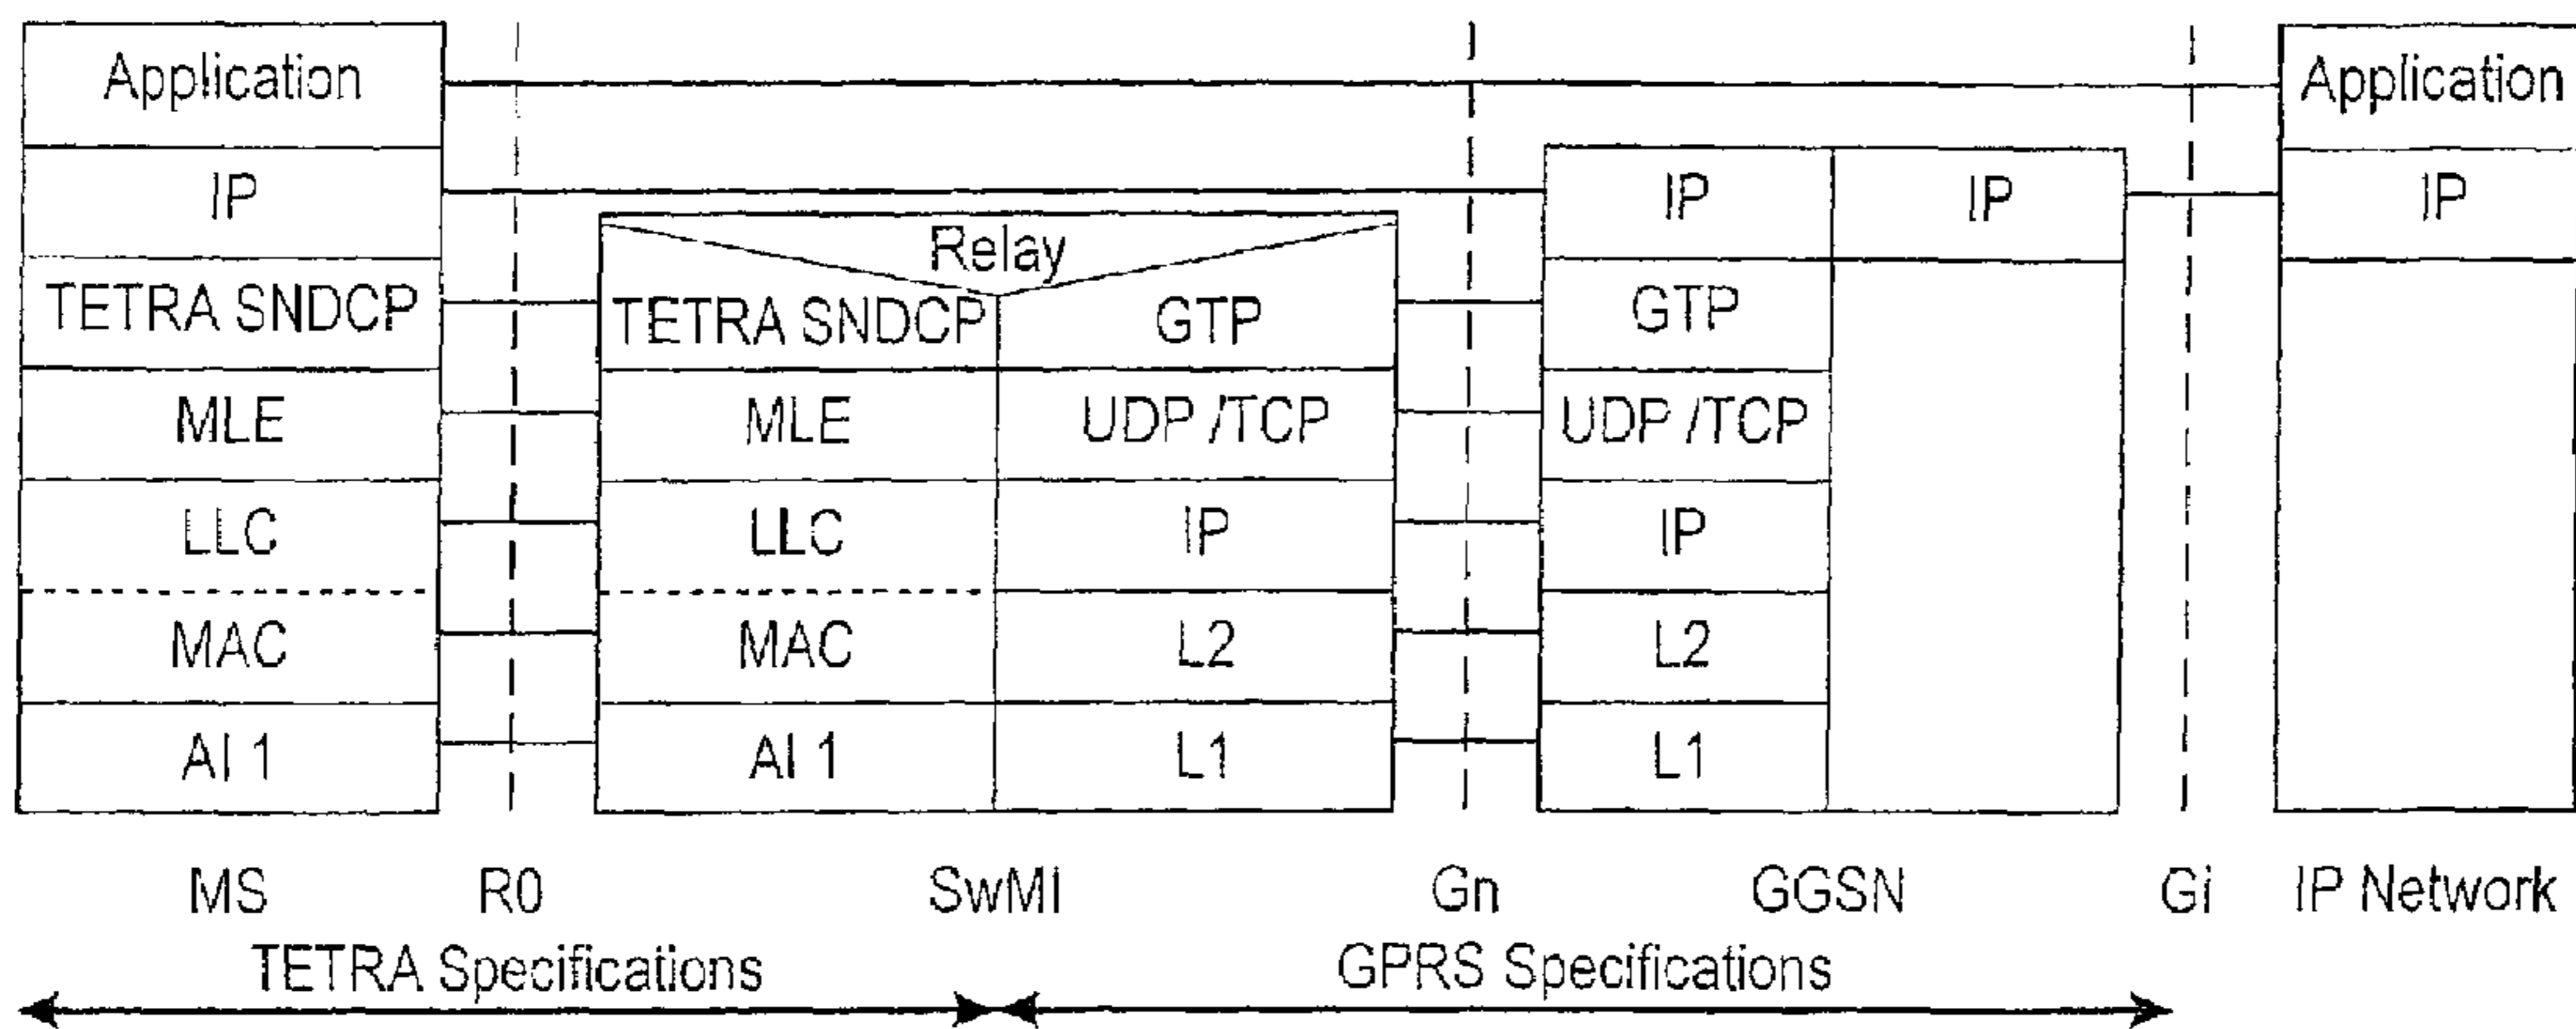 Application Application
IP IP IP IP
Relay
TETRA SNDCP TETRA SNDCP GTP GTP
MLE MLE UDP /TCP UDP /TCP
LLC LLC IP IP
MAC MAC L2 L2
AI 1 AI 1 L1 L1
MS R0 SwMI Gn GGSN Gi IP Network
TETRA Specifications GPRS Specifications